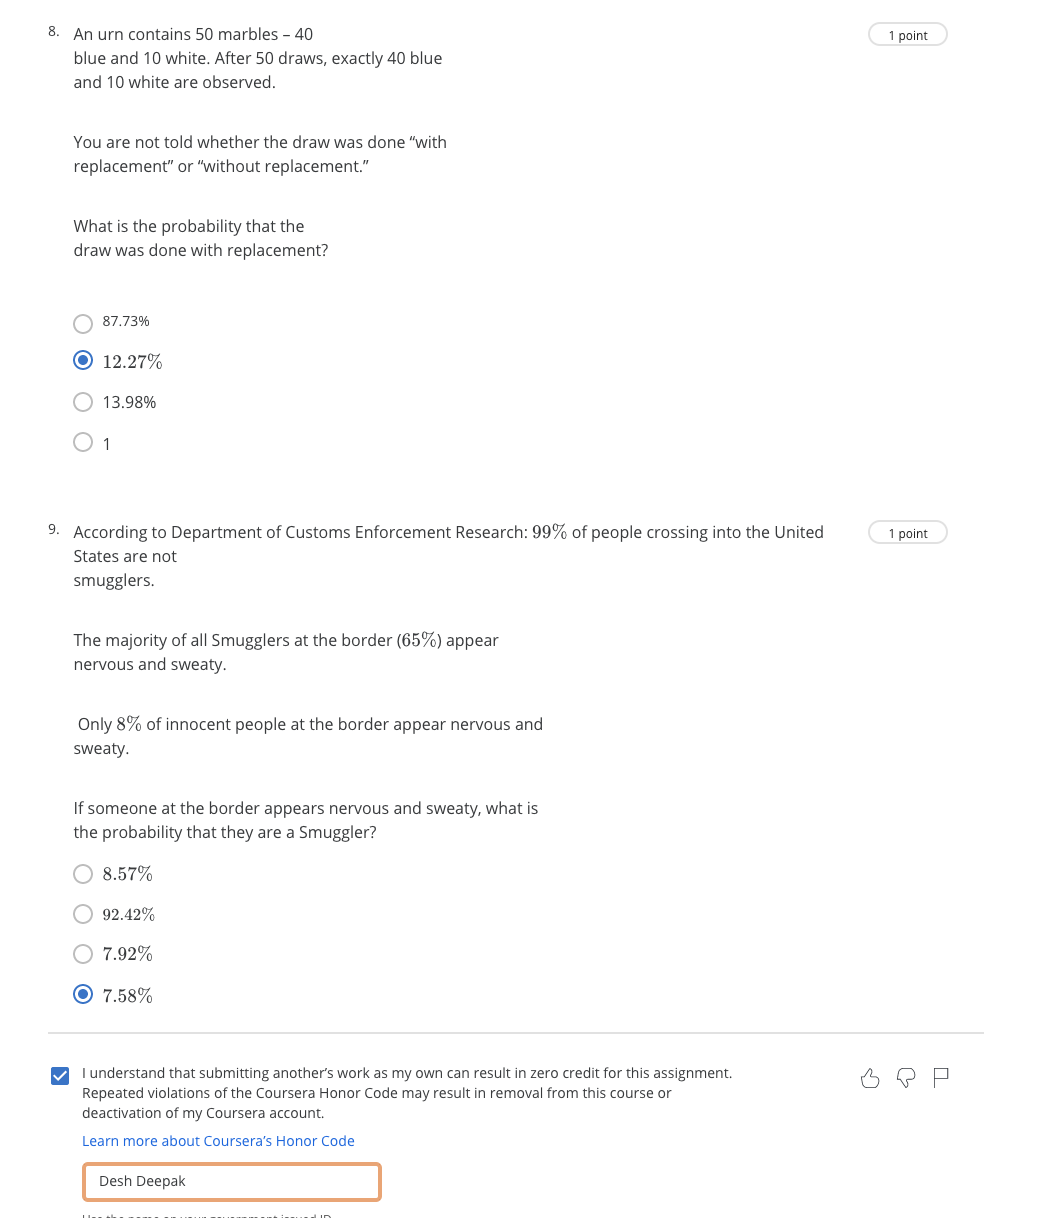 8.
An urn contains 50 marbles – 40
1 point
blue and 10 white. After 50 draws, exactly 40 blue
and 10 white are observed.
You are not told whether the draw was done “with
replacement” or “without replacement.”
What is the probability that the
draw was done with replacement?
87.73%
12.27%
13.98%
1
9.
According to Department of Customs Enforcement Research: 99% of people crossing into the United
1 point
States are not
smugglers.
The majority of all Smugglers at the border (65%) appear
nervous and sweaty.
Only 8% of innocent people at the border appear nervous and
sweaty.
If someone at the border appears nervous and sweaty, what is
the probability that they are a Smuggler?
8.57%
92.42%
7.92%
7.58%
I understand that submitting another’s work as my own can result in zero credit for this assignment.
Repeated violations of the Coursera Honor Code may result in removal from this course or
deactivation of my Coursera account.
Learn more about Coursera’s Honor Code
Desh Deepak
Use the name on your government issued ID